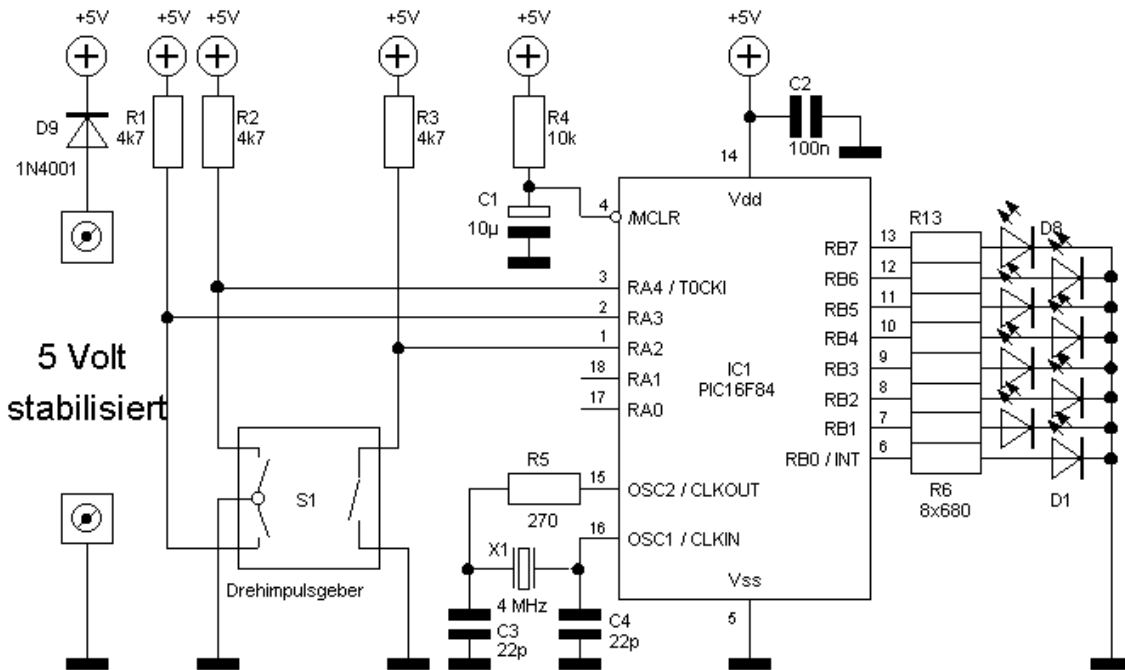 +5V
+5V
+5V
+5V
+5V
+5V
D9
1N4001
R1
4k7
R2
4k7
R3
4k7
R4
10k
C2
100n
14
Vdd
C1
10µ
4
/MCLR
3
RA4 / T0CKI
2
RA3
1
RA2
18
RA1
17
RA0
IC1
PIC16F84
R13
D8
13
RB7
12
RB6
11
RB5
10
RB4
9
RB3
8
RB2
7
RB1
6
RB0 / INT
R6
8x680
D1
5 Volt
stabilisiert
S1
Drehimpulsgeber
R5
270
15
OSC2 / CLKOUT
16
OSC1 / CLKIN
X1
4 MHz
C3
22p
C4
22p
Vss
5